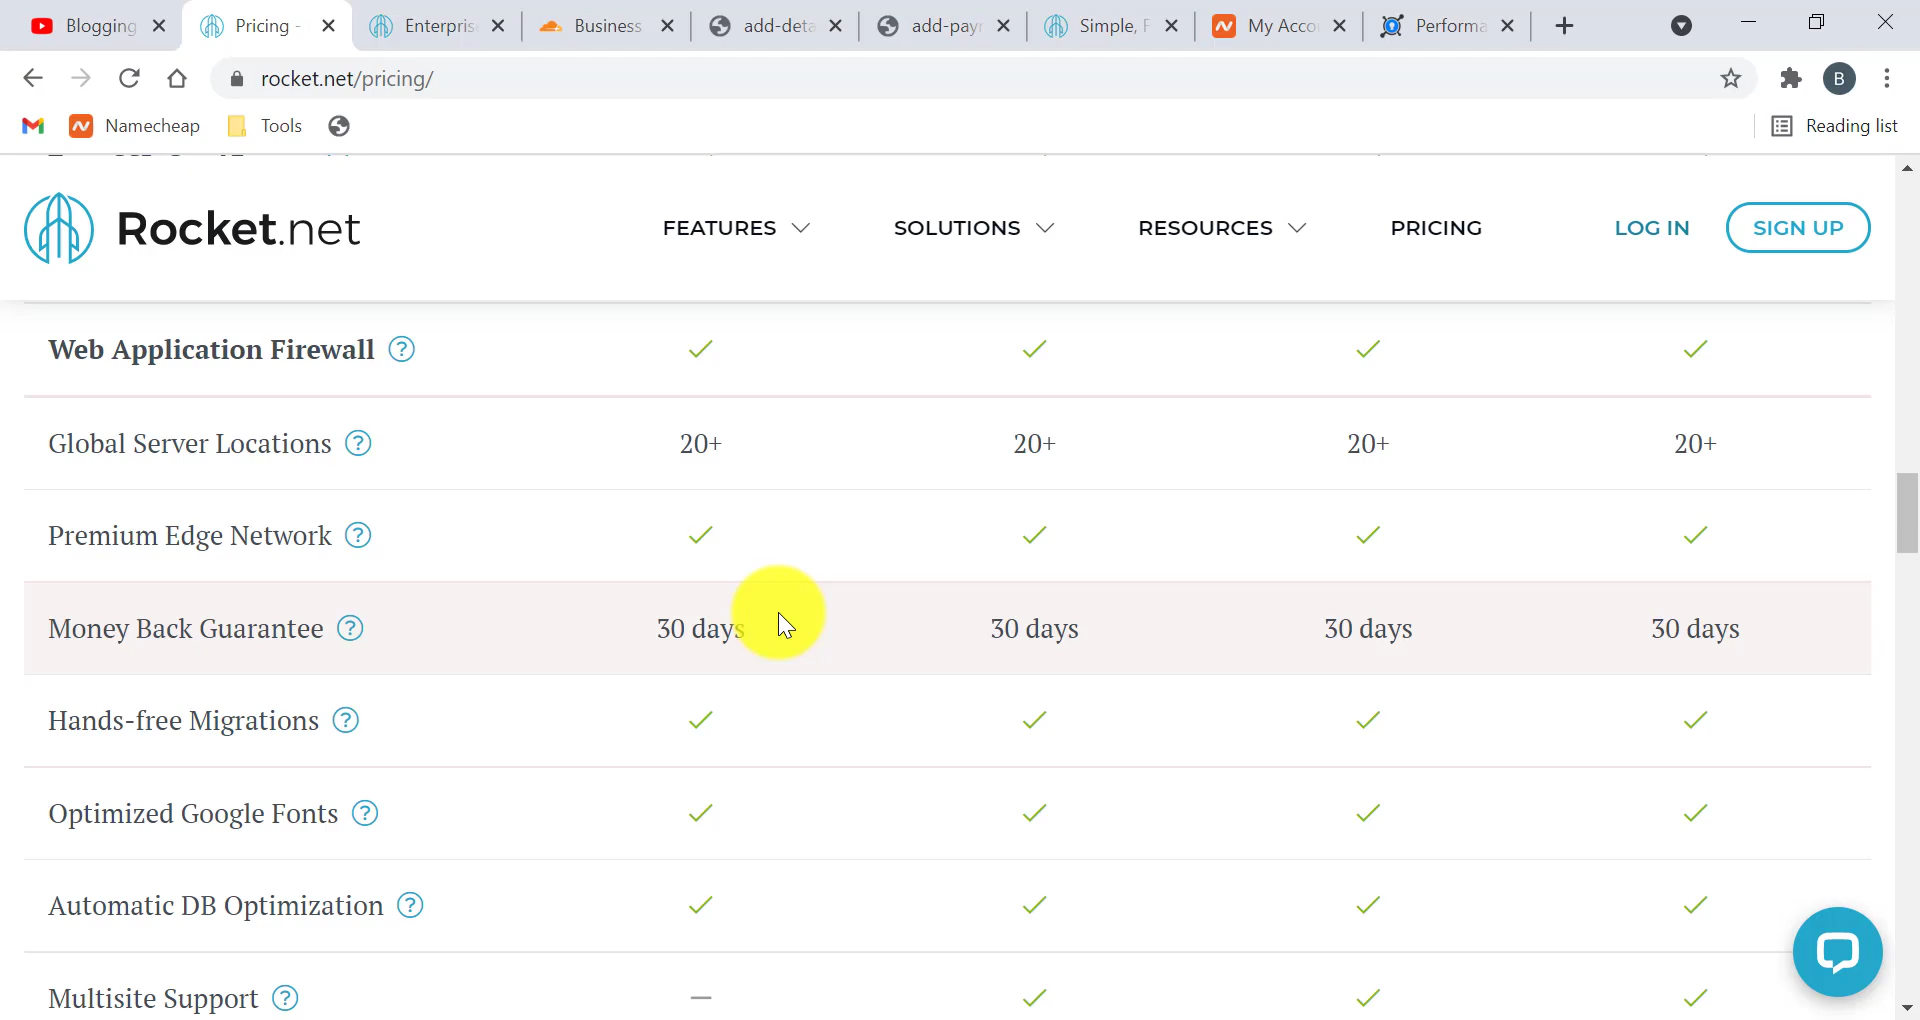 Blogging
Pricing -
Enterpris
Business
add-deta
add-payn
Simple, F
My Acco
Performa
rocket.net/pricing/
B
Namecheap
Tools
Reading list
Rocket.net
FEATURES
SOLUTIONS
RESOURCES
PRICING
LOG IN
SIGN UP
Web Application Firewall ?
Global Server Locations ? 20+ 20+ 20+ 20+
Premium Edge Network ?
Money Back Guarantee ? 30 days 30 days 30 days 30 days
Hands-free Migrations ?
Optimized Google Fonts ?
Automatic DB Optimization ?
Multisite Support ? —